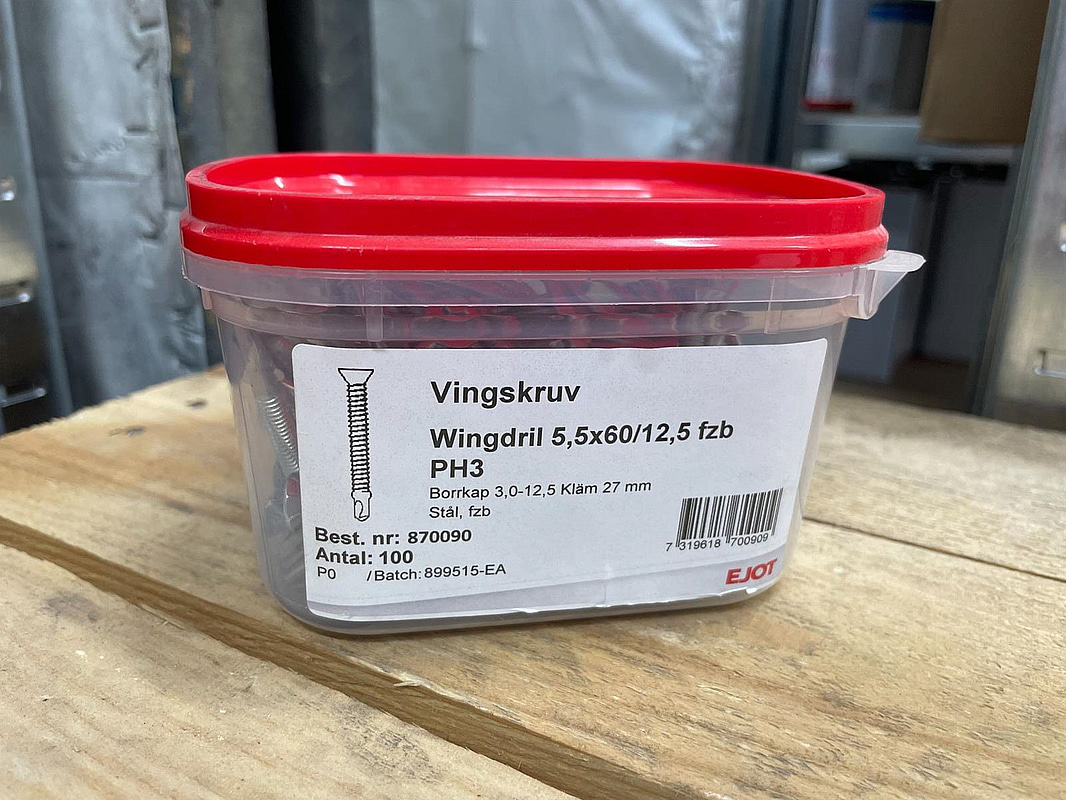 Vingskruv
Wingdril 5,5x60/12,5 fzb
PH3
Borrkap 3,0-12,5 Kläm 27 mm
Stål, fzb
Best. nr: 870090
Antal: 100
P0 /Batch: 899515-EA
7 319618 700909
EJOT